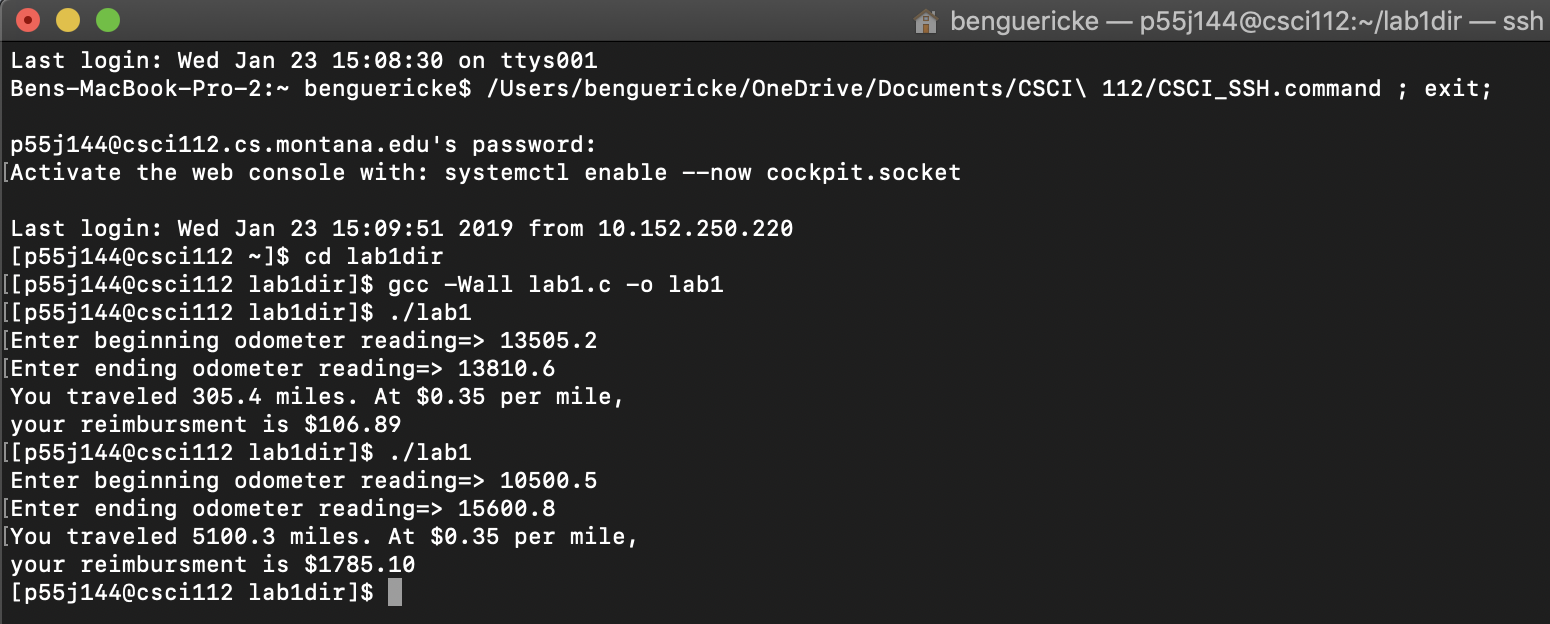 benguericke — p55j144@csci112:~/lab1dir — ssh
Last login: Wed Jan 23 15:08:30 on ttys001
Bens-MacBook-Pro-2:~ benguericke$ /Users/benguericke/OneDrive/Documents/CSCI\ 112/CSCI_SSH.command ; exit;
p55j144@csci112.cs.montana.edu's password:
[Activate the web console with: systemctl enable --now cockpit.socket
Last login: Wed Jan 23 15:09:51 2019 from 10.152.250.220
[p55j144@csci112 ~]$ cd lab1dir
[[p55j144@csci112 lab1dir]$ gcc -Wall lab1.c -o lab1
[[p55j144@csci112 lab1dir]$ ./lab1
[Enter beginning odometer reading=> 13505.2
[Enter ending odometer reading=> 13810.6
You traveled 305.4 miles. At $0.35 per mile,
your reimbursment is $106.89
[[p55j144@csci112 lab1dir]$ ./lab1
Enter beginning odometer reading=> 10500.5
[Enter ending odometer reading=> 15600.8
[You traveled 5100.3 miles. At $0.35 per mile,
your reimbursment is $1785.10
[p55j144@csci112 lab1dir]$